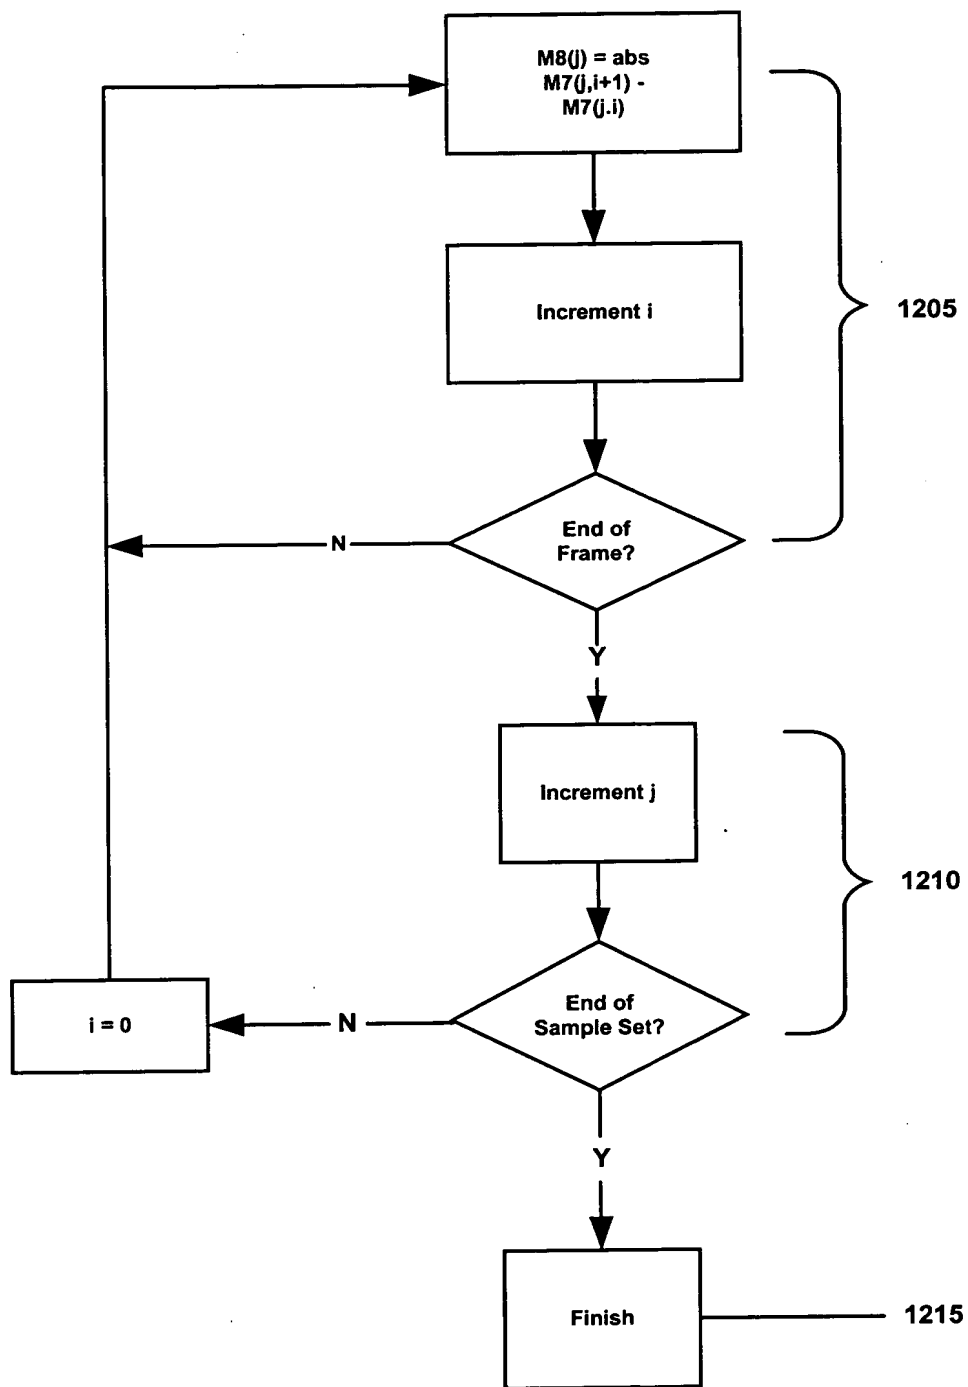 M8(j) = abs
M7(j,i+1) -
M7(j.i)
Increment i
1205
End of
Frame?
N
Y
Increment j
1210
End of
Sample Set?
N
i = 0
Y
Finish
1215